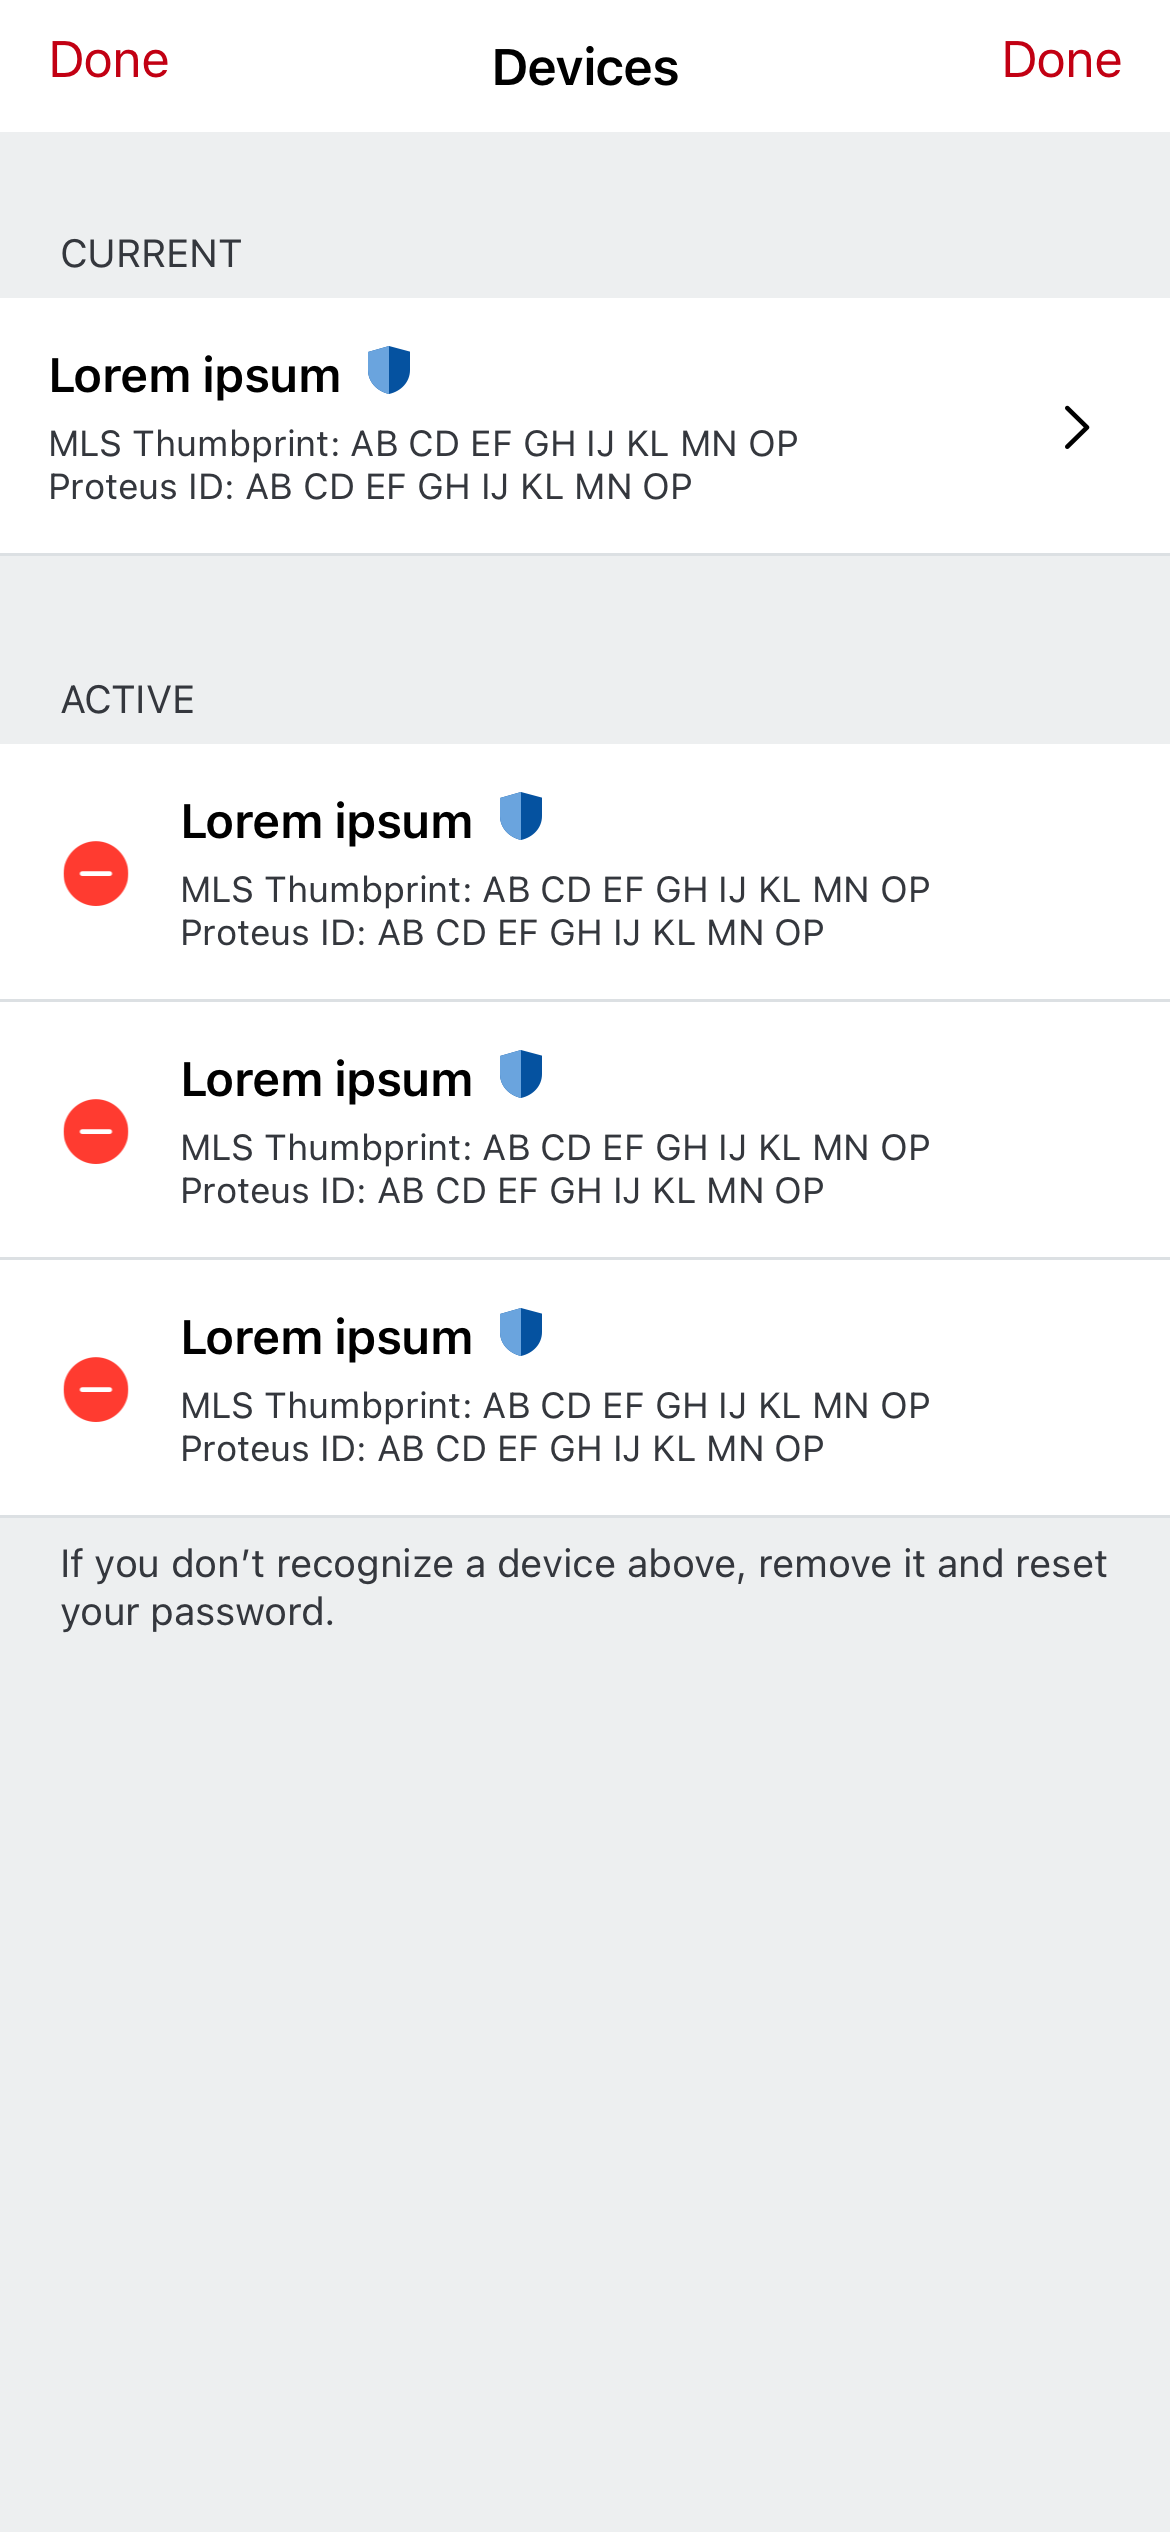 Done
Devices
Done
CURRENT
Lorem ipsum
MLS Thumbprint: AB CD EF GH IJ KL MN OP
Proteus ID: AB CD EF GH IJ KL MN OP
ACTIVE
Lorem ipsum
MLS Thumbprint: AB CD EF GH IJ KL MN OP
Proteus ID: AB CD EF GH IJ KL MN OP
Lorem ipsum
MLS Thumbprint: AB CD EF GH IJ KL MN OP
Proteus ID: AB CD EF GH IJ KL MN OP
Lorem ipsum
MLS Thumbprint: AB CD EF GH IJ KL MN OP
Proteus ID: AB CD EF GH IJ KL MN OP
If you don’t recognize a device above, remove it and reset
your password.